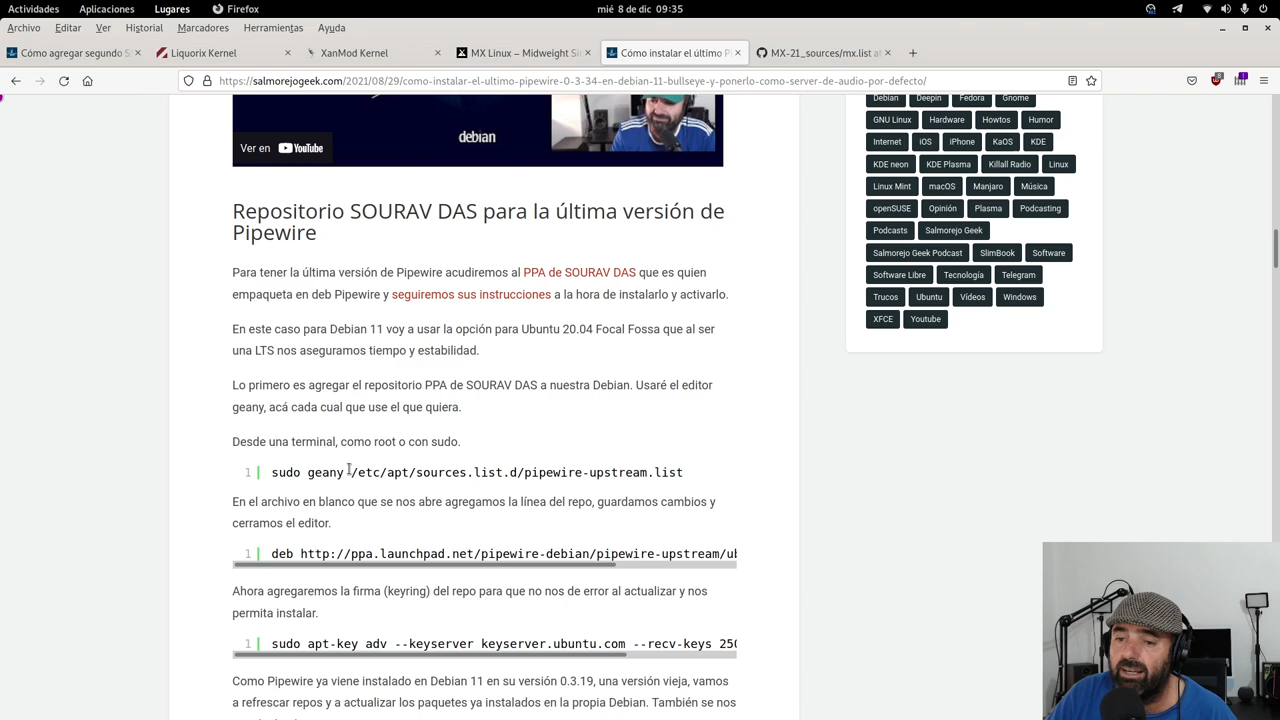 Actividades Aplicaciones Lugares Firefox mié 8 de dic 09:35
Archivo Editar Ver Historial Marcadores Herramientas Ayuda
Cómo agregar segundo S Liquorix Kernel XanMod Kernel MX Linux – Midweight Si Cómo instalar el último P MX-21_sources/mx.list at
https://salmorejogeek.com/2021/08/29/como-instalar-el-ultimo-pipewire-0-3-34-en-debian-11-bullseye-y-ponerlo-como-server-de-audio-por-defecto/
debian
Ver en YouTube
Repositorio SOURAV DAS para la última versión de
Pipewire
Para tener la última versión de Pipewire acudiremos al PPA de SOURAV DAS que es quien
empaqueta en deb Pipewire y seguiremos sus instrucciones a la hora de instalarlo y activarlo.
En este caso para Debian 11 voy a usar la opción para Ubuntu 20.04 Focal Fossa que al ser
una LTS nos aseguramos tiempo y estabilidad.
Lo primero es agregar el repositorio PPA de SOURAV DAS a nuestra Debian. Usaré el editor
geany, acá cada cual que use el que quiera.
Desde una terminal, como root o con sudo.
1 sudo geany /etc/apt/sources.list.d/pipewire-upstream.list
En el archivo en blanco que se nos abre agregamos la línea del repo, guardamos cambios y
cerramos el editor.
1 deb http://ppa.launchpad.net/pipewire-debian/pipewire-upstream/ub
Ahora agregaremos la firma (keyring) del repo para que no nos de error al actualizar y nos
permita instalar.
1 sudo apt-key adv --keyserver keyserver.ubuntu.com --recv-keys 250
Como Pipewire ya viene instalado en Debian 11 en su versión 0.3.19, una versión vieja, vamos
a refrescar repos y a actualizar los paquetes ya instalados en la propia Debian. También se nos
Debian Deepin Fedora Gnome
GNU Linux Hardware Howtos Humor
Internet iOS iPhone KaOS KDE
KDE neon KDE Plasma Killall Radio Linux
Linux Mint macOS Manjaro Música
openSUSE Opinión Plasma Podcasting
Podcasts Salmorejo Geek
Salmorejo Geek Podcast SlimBook Software
Software Libre Tecnología Telegram
Trucos Ubuntu Vídeos Windows
XFCE Youtube